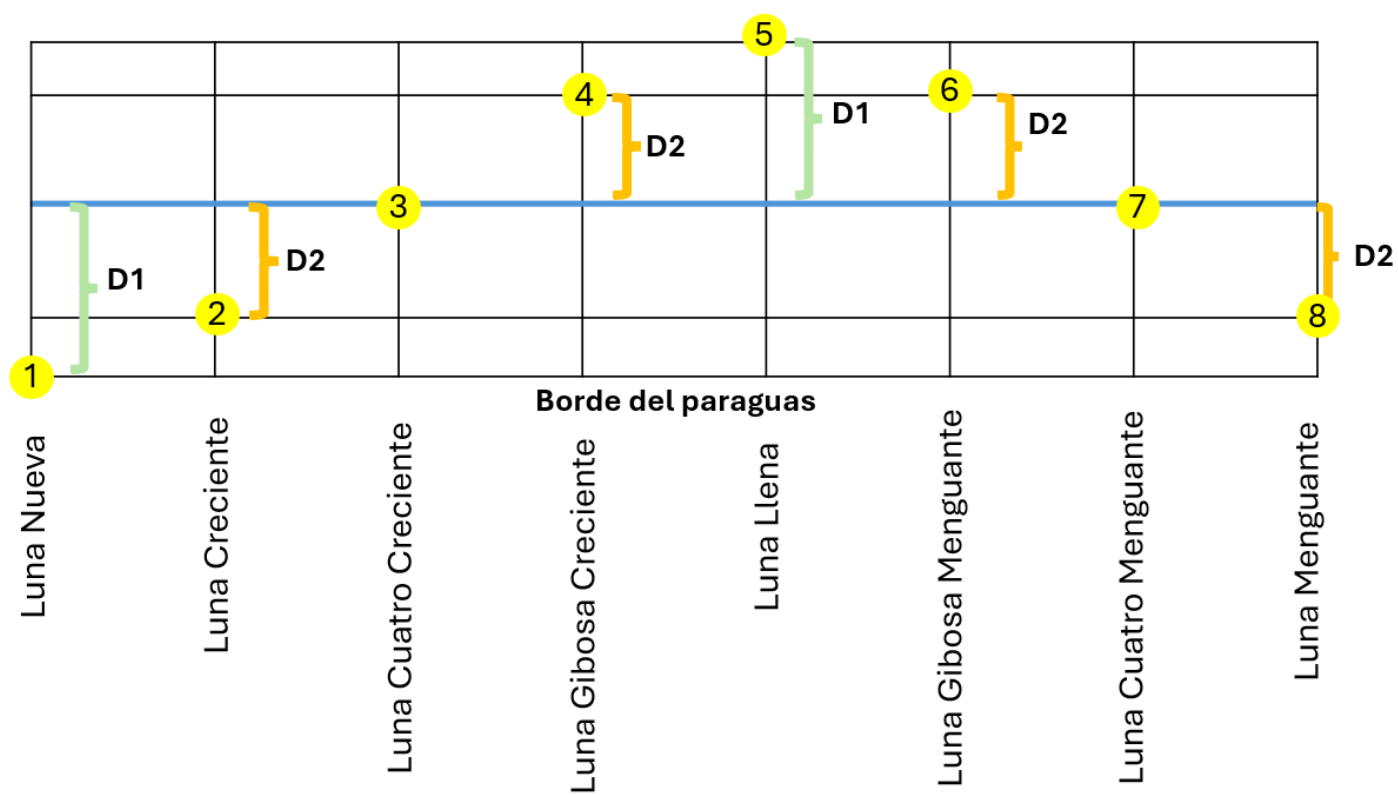 5
4
6
D1
D2
D2
3
7
D1
D2
D2
2
8
1
Borde del paraguas
Luna Nueva
Luna Creciente
Luna Cuatro Creciente
Luna Gibosa Creciente
Luna Llena
Luna Gibosa Menguante
Luna Cuatro Menguante
Luna Menguante